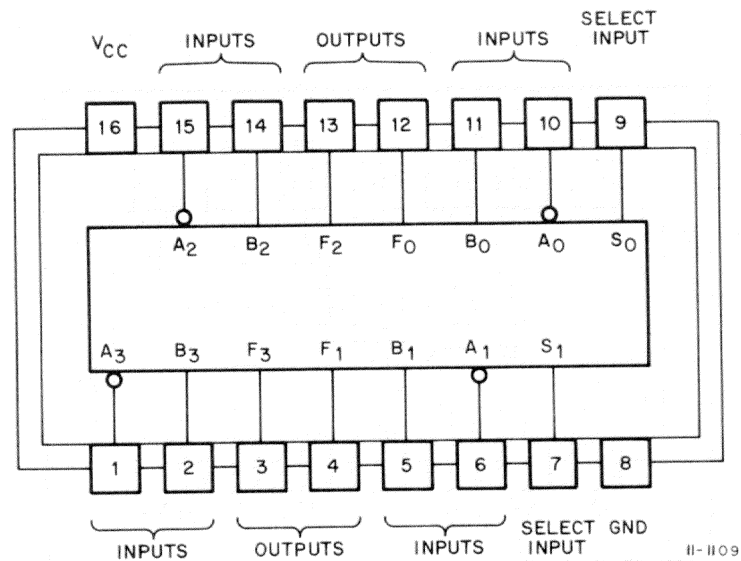 SELECT
INPUT
V_CC INPUTS OUTPUTS INPUTS
16 15 14 13 12 11 10 9
A₂ B₂ F₂ F₀ B₀ A₀ S₀
A₃ B₃ F₃ F₁ B₁ A₁ S₁
1 2 3 4 5 6 7 8
INPUTS OUTPUTS INPUTS SELECT INPUT GND
11-1109